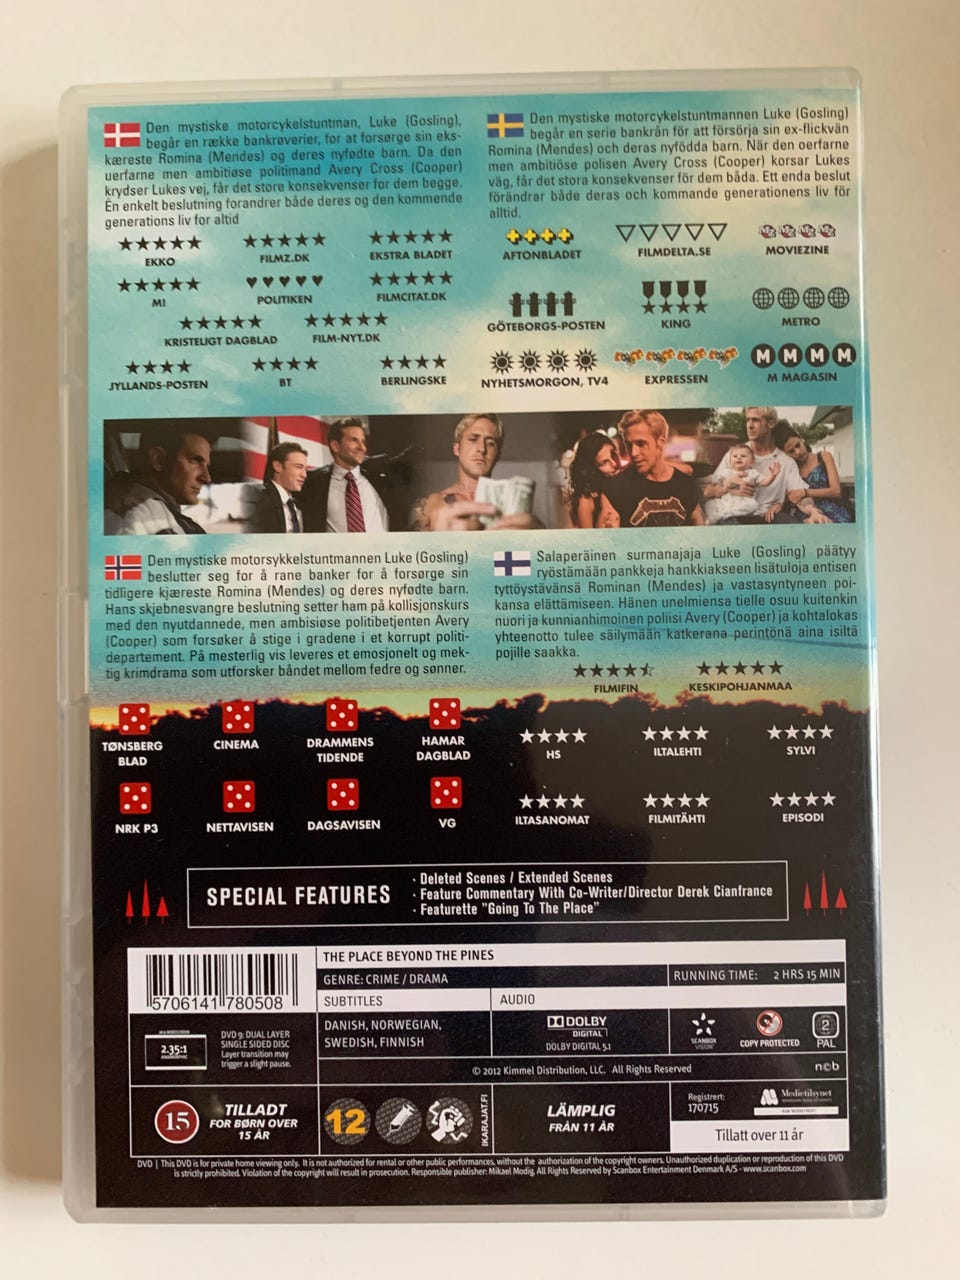 Den mystiske motorcykelstuntman, Luke (Gosling),
begår en række bankrøverier, for at forsørge sin eks-
kæreste Romina (Mendes) og deres nyfødte barn. Da den
uerfarne men ambitiøse politimand Avery Cross (Cooper)
krydser Lukes vej, får det store konsekvenser for dem begge.
Én enkelt beslutning forandrer både deres og den kommende
generations liv for altid
Den mystiske motorcykelstuntmannen Luke (Gosling)
begår en serie bankrån för att försörja sin ex-flickvän
Romina (Mendes) och deras nyfödda barn. När den oerfarne
men ambitiöse polisen Avery Cross (Cooper) korsar Lukes
väg, får det stora konsekvenser för dem båda. Ett enda beslut
förändrar både deras och kommande generationens liv för
alltid.
EKKO
FILMZ.DK
EKSTRA BLADET
AFTONBLADET
FILMDELTA.SE
MOVIEZINE
M!
POLITIKEN
FILMCITAT.DK
GÖTEBORGS-POSTEN
KING
METRO
KRISTELIGT DAGBLAD
FILM-NYT.DK
JYLLANDS-POSTEN
BT
BERLINGSKE
NYHETSMORGON, TV4
EXPRESSEN
M M M M
M MAGASIN
METALLICA
Den mystiske motorsykkelstuntmannen Luke (Gosling)
beslutter seg for å rane banker for å forsørge sin
tidligere kjæreste Romina (Mendes) og deres nyfødte barn.
Hans skjebnesvangre beslutning setter ham på kollisjonskurs
med den nyutdannede, men ambisiøse politibetjenten Avery
(Cooper) som forsøker å stige i gradene i et korrupt politi-
departement. På mesterlig vis leveres et emosjonelt og mek-
tig krimdrama som utforsker båndet mellom fedre og sønner.
Salaperäinen surmanajaja Luke (Gosling) päätyy
ryöstämään pankkeja hankkiakseen lisätuloja entisen
tyttöystävänsä Rominan (Mendes) ja vastasyntyneen poi-
kansa elättämiseen. Hänen unelmiensa tielle osuu kuitenkin
nuori ja kunnianhimoinen poliisi Avery (Cooper) ja kohtalokas
yhteenotto tulee säilymään katkerana perintönä aina isiltä
pojille saakka.
FILMIFIN
KESKIPOHJANMAA
TØNSBERG
BLAD
CINEMA
DRAMMENS
TIDENDE
HAMAR
DAGBLAD
HS
ILTALEHTI
SYLVI
NRK P3
NETTAVISEN
DAGSAVISEN
VG
ILTASANOMAT
FILMITÄHTI
EPISODI
SPECIAL FEATURES
· Deleted Scenes / Extended Scenes
· Feature Commentary With Co-Writer/Director Derek Cianfrance
· Featurette "Going To The Place"
5706141 780508
THE PLACE BEYOND THE PINES
GENRE: CRIME / DRAMA
RUNNING TIME: 2 HRS 15 MIN
SUBTITLES
AUDIO
DANISH, NORWEGIAN,
SWEDISH, FINNISH
DOLBY
DIGITAL
DOLBY DIGITAL 5.1
SCANBOX
VISION
COPY PROTECTED
2
PAL
16:9 WIDESCREEN
2.35:1
ANAMORPHIC
DVD 9: DUAL LAYER
SINGLE SIDED DISC
Layer transition may
trigger a slight pause.
© 2012 Kimmel Distribution, LLC. All Rights Reserved
ncb
15
TILLADT
FOR BØRN OVER
15 ÅR
12
IKARAJAT.FI
LÄMPLIG
FRÅN 11 ÅR
Registrert:
170715
Medietilsynet
Tillatt over 11 år
DVD | This DVD is for private home viewing only. It is not authorized for rental or other public performances, without the authorization of the copyright owners. Unauthorized duplication or reproduction of this DVD
is strictly prohibited. Violation of the copyright will result in prosecution. Responsible publisher: Mikael Modig. All Rights Reserved by Scanbox Entertainment Denmark A/S - www.scanbox.com